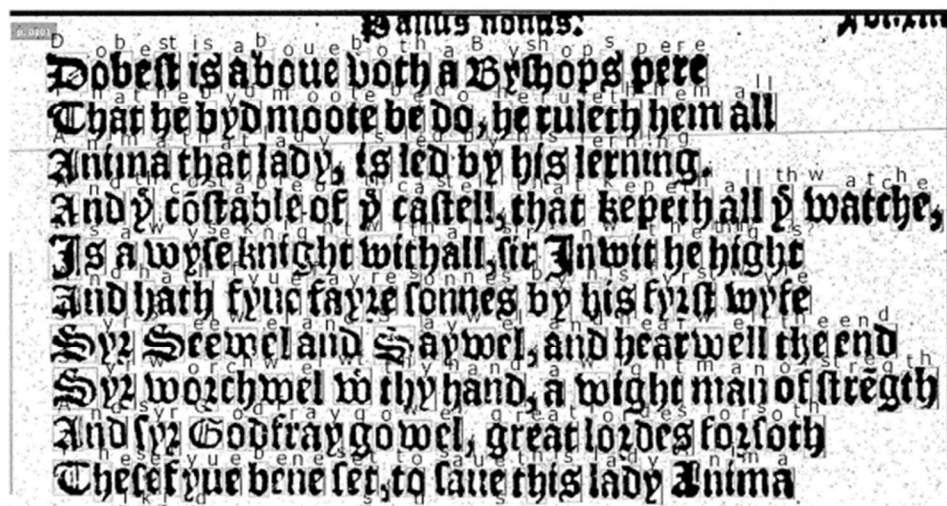 Passus nonus.
Dobest is aboue both a Byshops pere
That he byd moote be do, he ruleth hem all
Anima that lady, is led by his lerning.
And yͤ cõstable of yͤ castell, that kepeth all yͤ watche,
Is a wyse knight withall, sir Inwit he hight
And hath fyue fayre sonnes by his fyrst wyfe
Syr Seewel and Saywel, and hearwell the end
Syr worchwel wͭ thy hand, a wight man of strẽgth
And syr Godfray gowel, great lordes forsoth
These fyue bene set, to saue this lady Anima